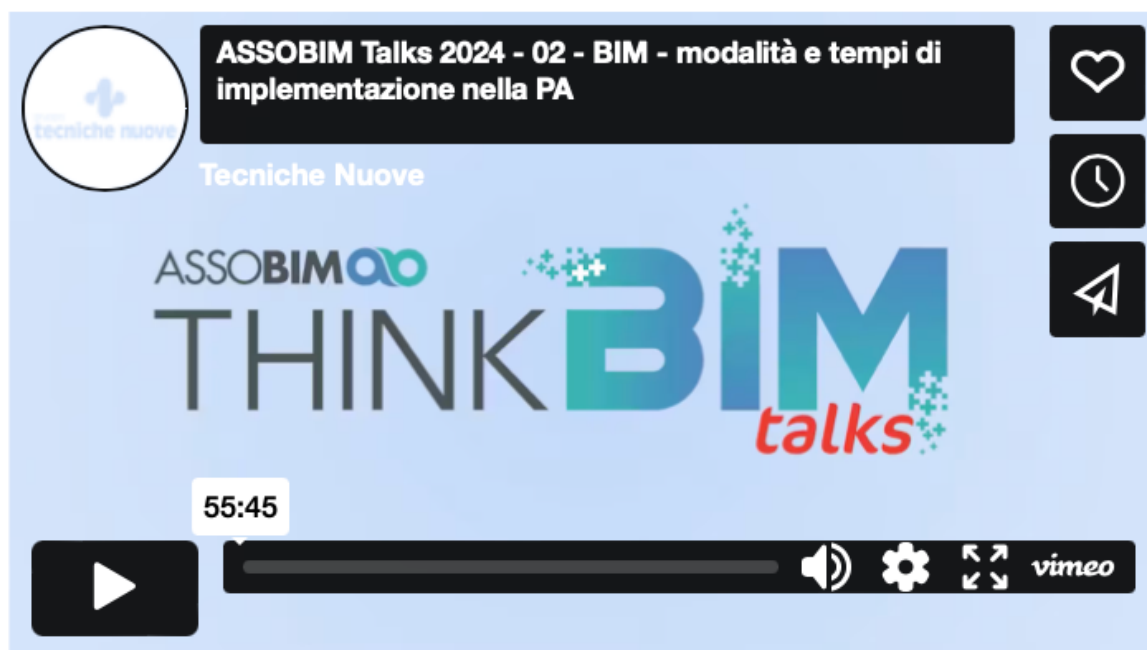 ASSOBIM Talks 2024 - 02 - BIM - modalità e tempi di
implementazione nella PA
tecniche nuove
Tecniche Nuove
ASSOBIM
THINK BIM
talks
55:45
vimeo